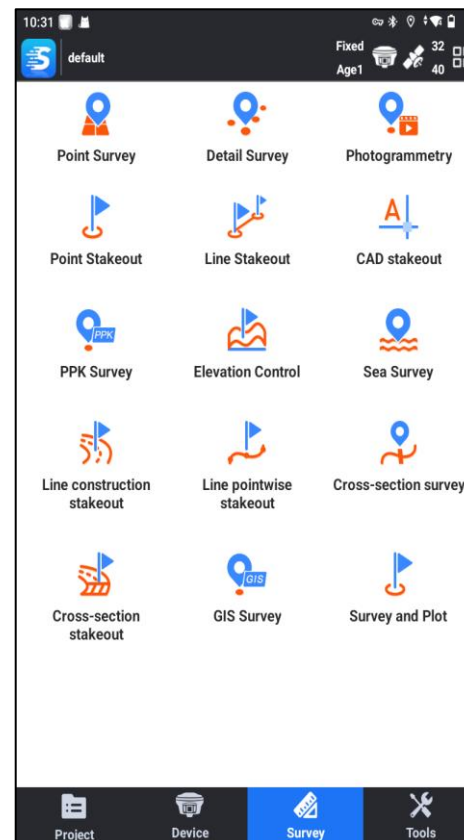 10:31
default
Fixed
Age1
32
40
Point Survey
Detail Survey
Photogrammetry
Point Stakeout
Line Stakeout
A
CAD stakeout
PPK
PPK Survey
Elevation Control
Sea Survey
Line construction
stakeout
Line pointwise
stakeout
Cross-section survey
Cross-section
stakeout
GIS
GIS Survey
Survey and Plot
Project
Device
Survey
Tools